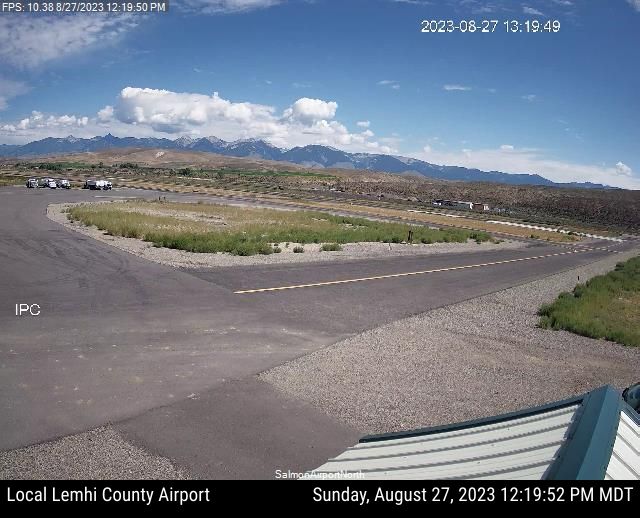 FPS: 10.38 8/27/2023 12:19:50 PM
2023-08-27 13:19:49
IPC
SalmonAirportNorth
Local Lemhi County Airport Sunday, August 27, 2023 12:19:52 PM MDT